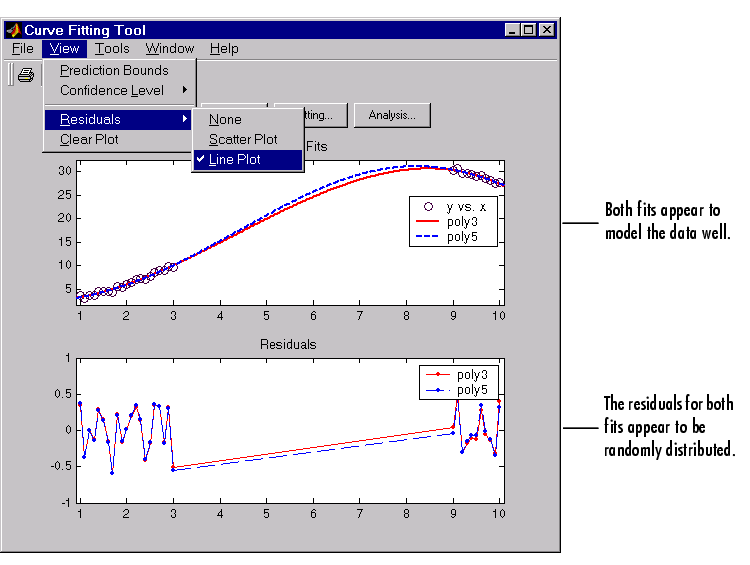 Curve Fitting Tool
File View Tools Window Help
Prediction Bounds
Confidence Level
Residuals
Clear Plot
None
Scatter Plot
Line Plot
tting...
Analysis...
Fits
30
25
20
15
10
5
1 2 3 4 5 6 7 8 9 10
y vs. x
poly3
poly5
Both fits appear to
model the data well.
Residuals
1
0.5
0
-0.5
-1
1 2 3 4 5 6 7 8 9 10
poly3
poly5
The residuals for both
fits appear to be
randomly distributed.